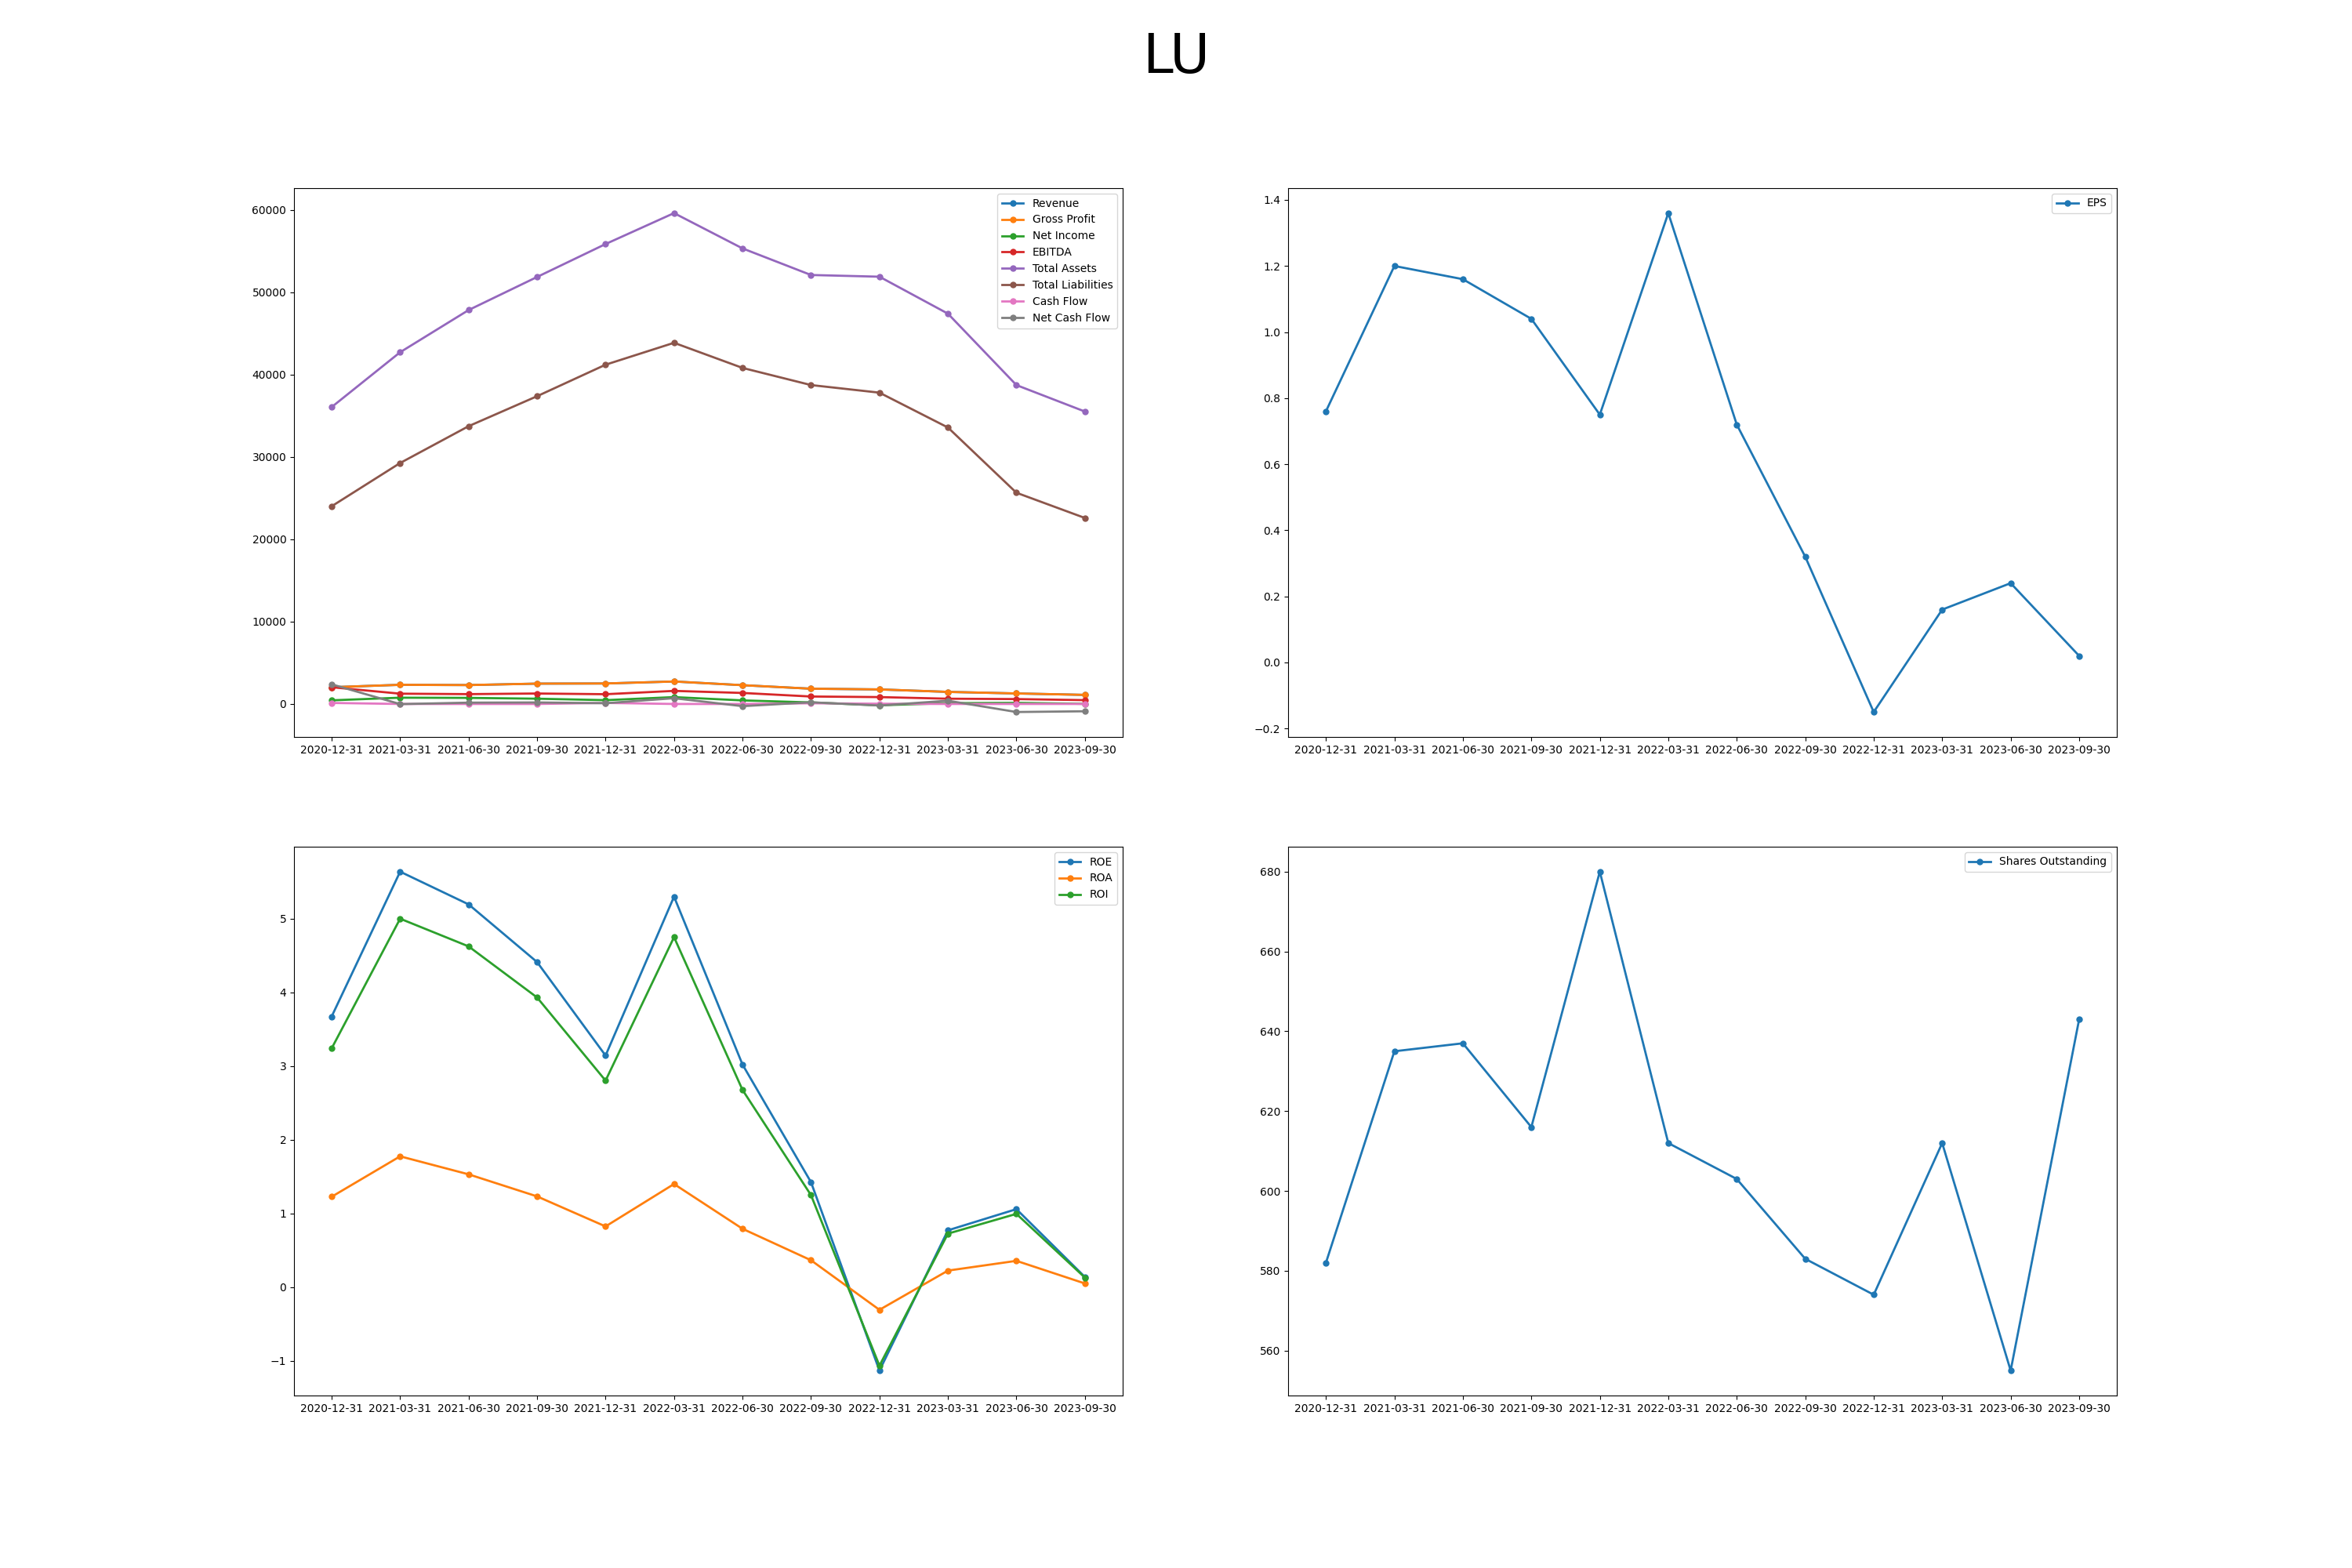 LU
60000
50000
40000
30000
20000
10000
0
Revenue
Gross Profit
Net Income
EBITDA
Total Assets
Total Liabilities
Cash Flow
Net Cash Flow
2020-12-31 2021-03-31 2021-06-30 2021-09-30 2021-12-31 2022-03-31 2022-06-30 2022-09-30 2022-12-31 2023-03-31 2023-06-30 2023-09-30
1.4
1.2
1.0
0.8
0.6
0.4
0.2
0.0
−0.2
EPS
2020-12-31 2021-03-31 2021-06-30 2021-09-30 2021-12-31 2022-03-31 2022-06-30 2022-09-30 2022-12-31 2023-03-31 2023-06-30 2023-09-30
5
4
3
2
1
0
−1
ROE
ROA
ROI
2020-12-31 2021-03-31 2021-06-30 2021-09-30 2021-12-31 2022-03-31 2022-06-30 2022-09-30 2022-12-31 2023-03-31 2023-06-30 2023-09-30
680
660
640
620
600
580
560
Shares Outstanding
2020-12-31 2021-03-31 2021-06-30 2021-09-30 2021-12-31 2022-03-31 2022-06-30 2022-09-30 2022-12-31 2023-03-31 2023-06-30 2023-09-30